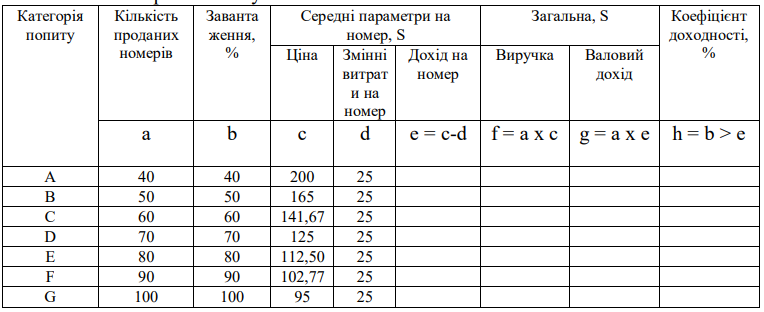 Категорія попиту Кількість проданих номерів Заванта ження, % Середні параметри на номер, S Загальна, S Коефіцієнт доходності, %
Ціна Змінні витрат и на номер Дохід на номер Виручка Валовий дохід
a b c d e = c-d f = a x c g = a x e h = b > e
A 40 40 200 25
B 50 50 165 25
C 60 60 141,67 25
D 70 70 125 25
E 80 80 112,50 25
F 90 90 102,77 25
G 100 100 95 25